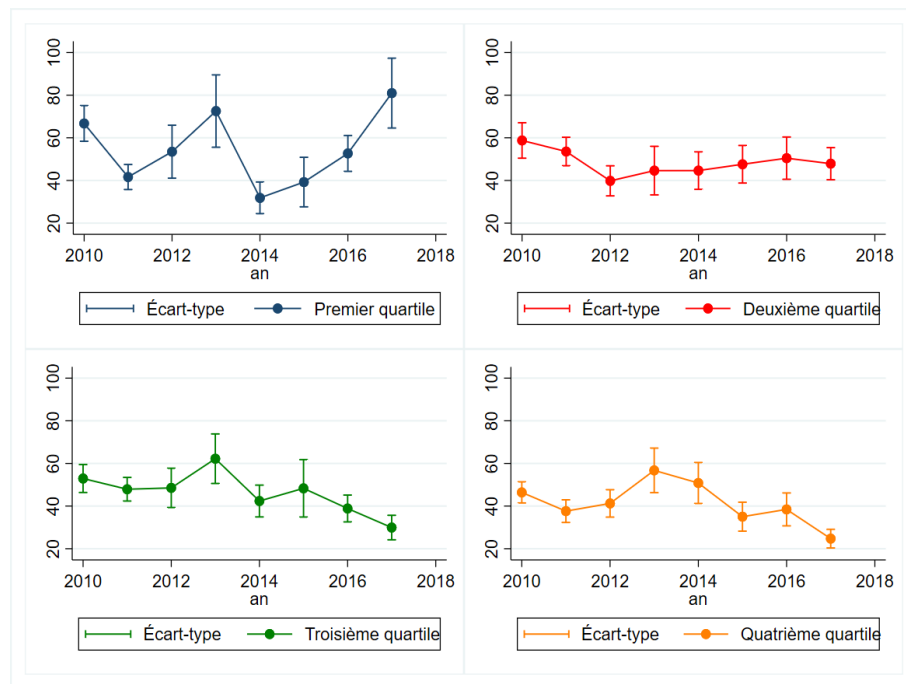 100
80
60
40
20
2010 2012 2014 2016 2018
an
Écart-type Premier quartile
100
80
60
40
20
2010 2012 2014 2016 2018
an
Écart-type Deuxième quartile
100
80
60
40
20
2010 2012 2014 2016 2018
an
Écart-type Troisième quartile
100
80
60
40
20
2010 2012 2014 2016 2018
an
Écart-type Quatrième quartile